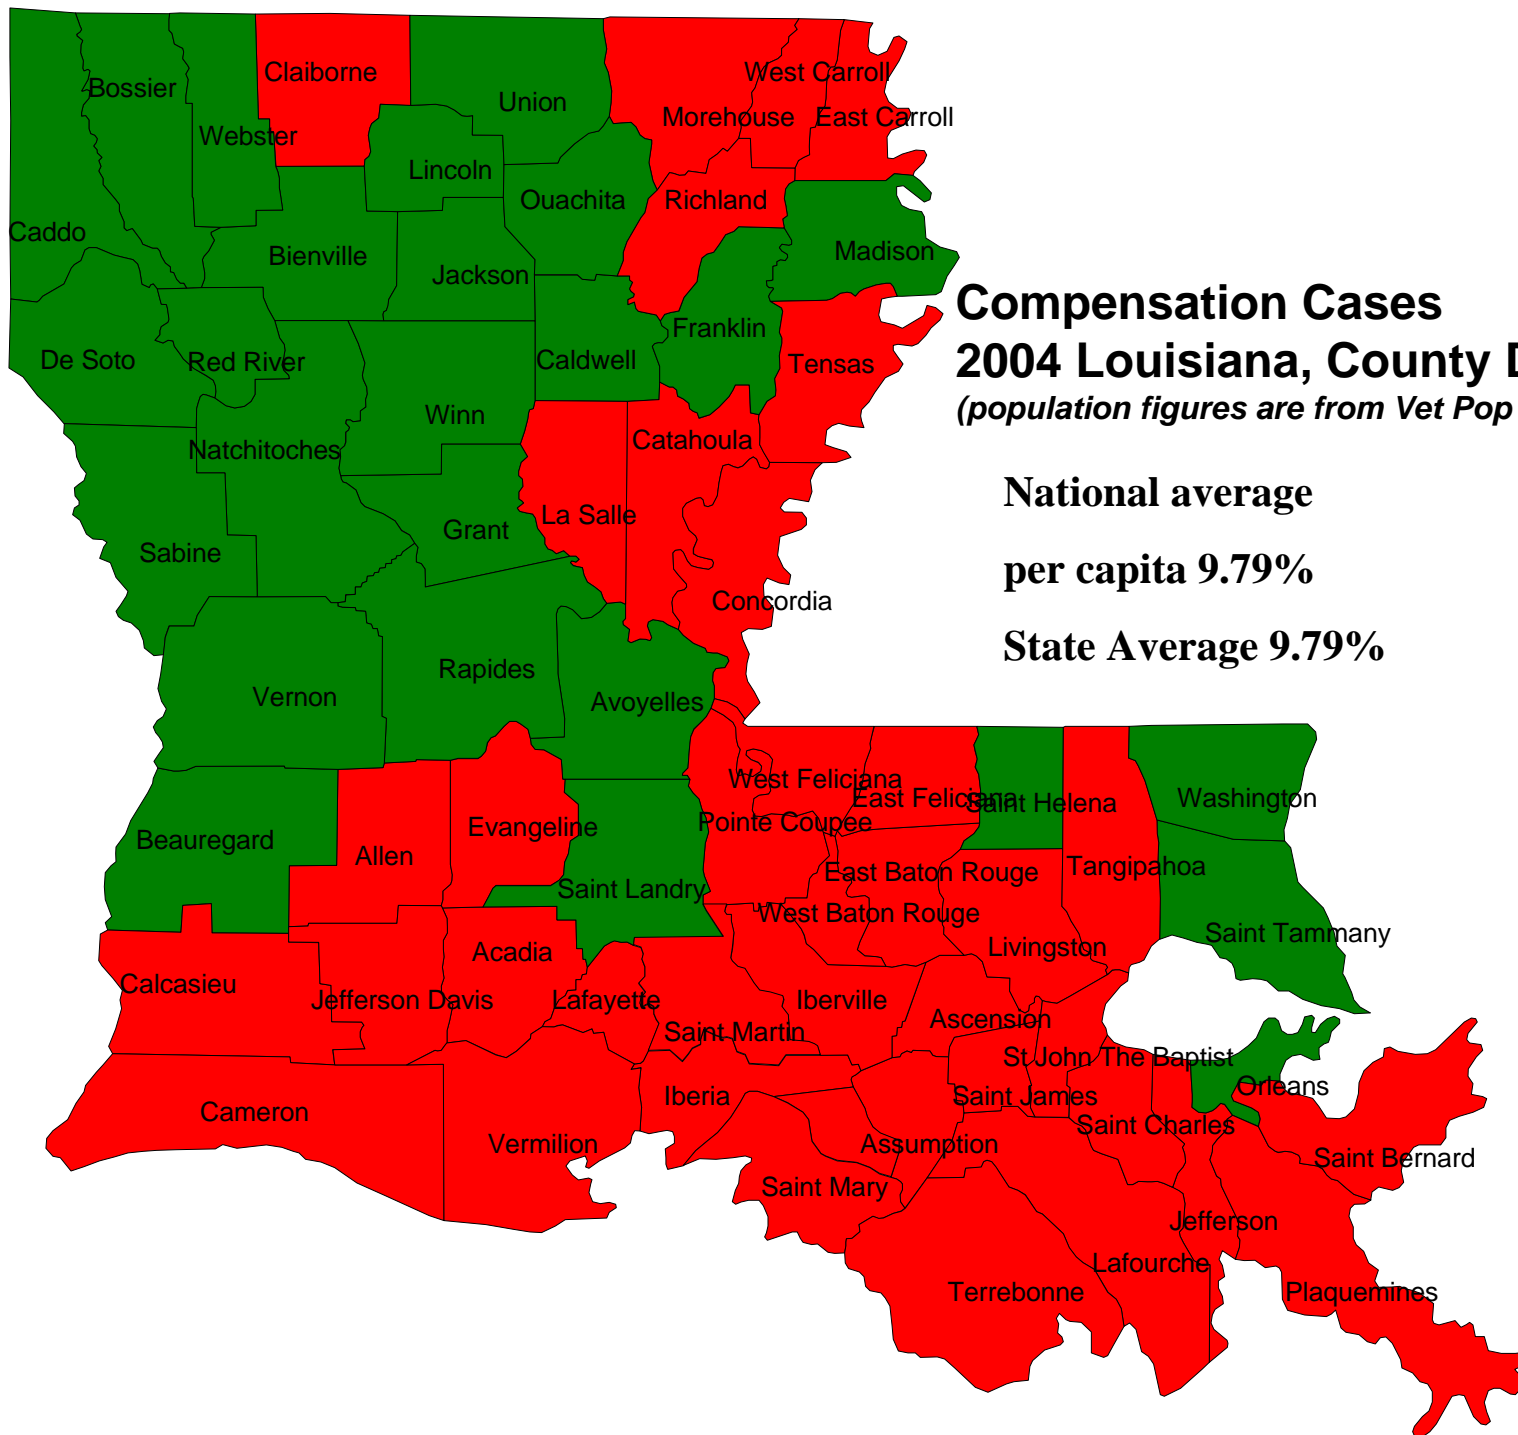 Claiborne
West Carroll
Bossier
Union
Morehouse
East Carroll
Webster
Lincoln
Ouachita
Richland
Caddo
Bienville
Madison
Jackson
Compensation Cases
Franklin
De Soto
Red River
Caldwell
Tensas
2004 Louisiana, County D
(population figures are from Vet Pop
Winn
Natchitoches
Catahoula
National average
La Salle
Grant
Sabine
per capita 9.79%
Concordia
State Average 9.79%
Rapides
Vernon
Avoyelles
West Feliciana
East Feliciana
Saint Helena
Washington
Pointe Coupee
Evangeline
Beauregard
Allen
East Baton Rouge
Tangipahoa
Saint Landry
West Baton Rouge
Saint Tammany
Livingston
Acadia
Calcasieu
Jefferson Davis
Lafayette
Iberville
Ascension
Saint Martin
St John The Baptist
Orleans
Iberia
Saint James
Cameron
Saint Charles
Vermilion
Assumption
Saint Bernard
Saint Mary
Jefferson
Lafourche
Terrebonne
Plaquemines